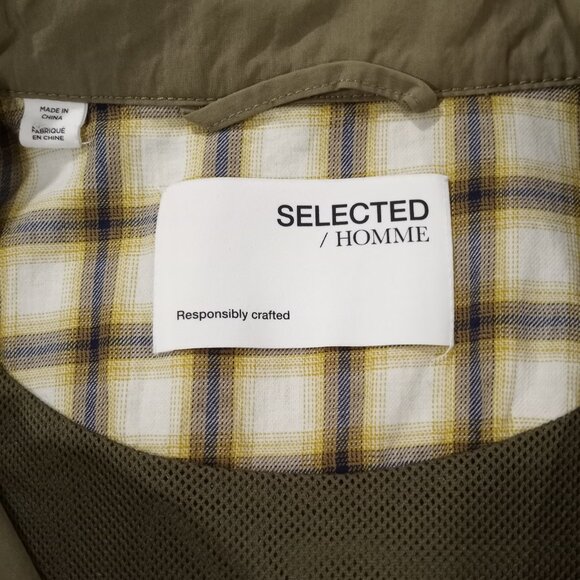 MADE IN
CHINA
FABRIQUÉ
EN CHINE
SELECTED
/ HOMME
Responsibly crafted